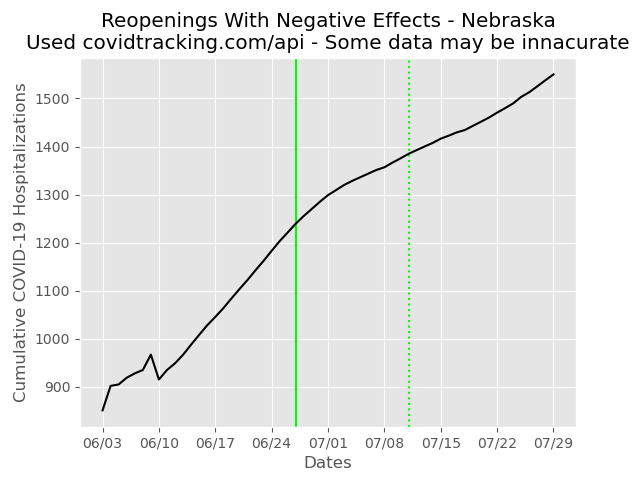 Reopenings With Negative Effects - Nebraska
Used covidtracking.com/api - Some data may be innacurate
Cumulative COVID-19 Hospitalizations
1500
1400
1300
1200
1100
1000
900
06/03 06/10 06/17 06/24 07/01 07/08 07/15 07/22 07/29
Dates